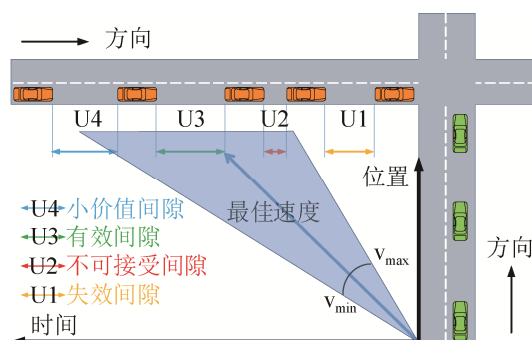 方向
U4 U3 U2 U1
位置
最佳速度
U4 小价值间隙
U3 有效间隙
U2 不可接受间隙
U1 失效间隙
vmax
vmin
方向
时间